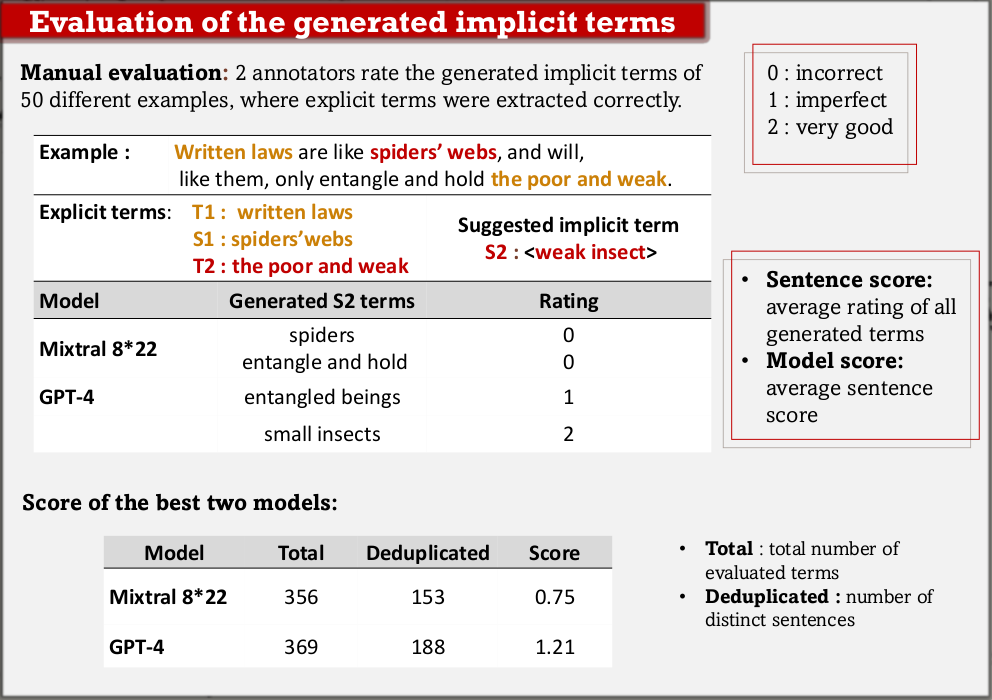 Evaluation of the generated implicit terms
Manual evaluation: 2 annotators rate the generated implicit terms of
50 different examples, where explicit terms were extracted correctly.
0 : incorrect
1 : imperfect
2 : very good
Example : Written laws are like spiders’ webs, and will,
like them, only entangle and hold the poor and weak.
Explicit terms: T1 : written laws
S1 : spiders’webs
T2 : the poor and weak
Suggested implicit term
S2 : <weak insect>
Model Generated S2 terms Rating
Mixtral 8*22
spiders 0
entangle and hold 0
GPT-4 entangled beings 1
small insects 2
• Sentence score:
average rating of all
generated terms
• Model score:
average sentence
score
Score of the best two models:
Model Total Deduplicated Score
Mixtral 8*22 356 153 0.75
GPT-4 369 188 1.21
• Total : total number of
evaluated terms
• Deduplicated : number of
distinct sentences